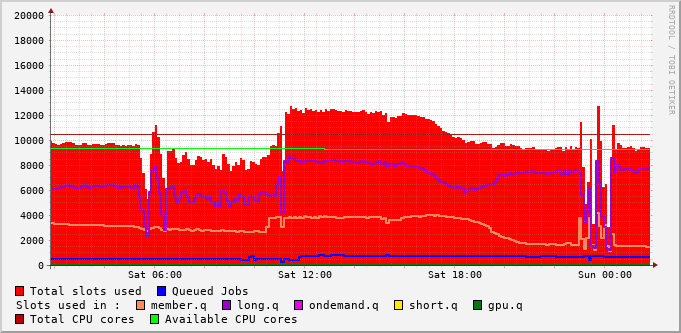 20000
18000
16000
14000
12000
10000
8000
6000
4000
2000
0
Sat 06:00 Sat 12:00 Sat 18:00 Sun 00:00
Total slots used Queued Jobs
Slots used in : member.q long.q ondemand.q short.q gpu.q
Total CPU cores Available CPU cores
RRDTOOL / TOBI OETIKER